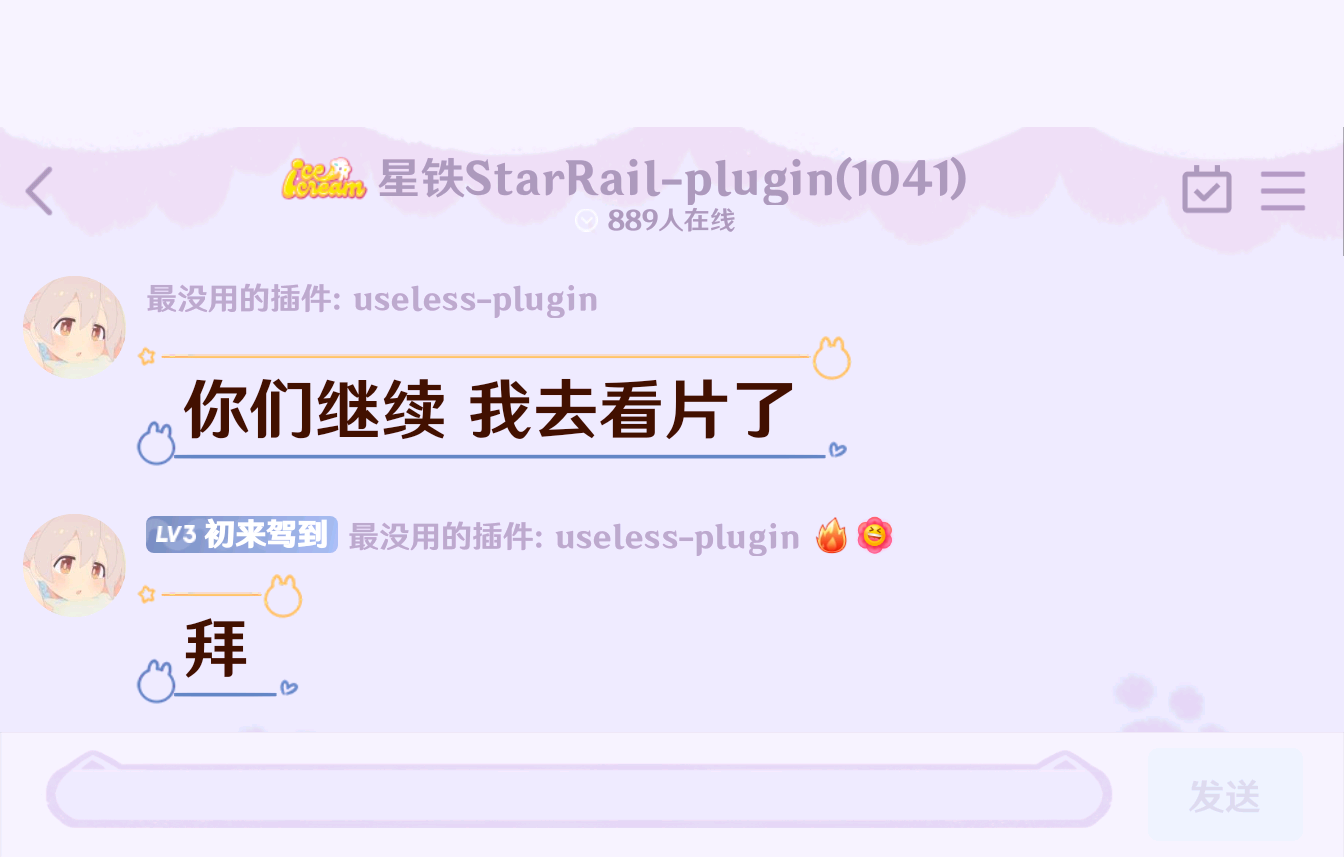 ice cream
星铁StarRail-plugin(1041)
889人在线
最没用的插件: useless-plugin
你们继续 我去看片了
LV3 初来驾到 最没用的插件: useless-plugin
拜
发送